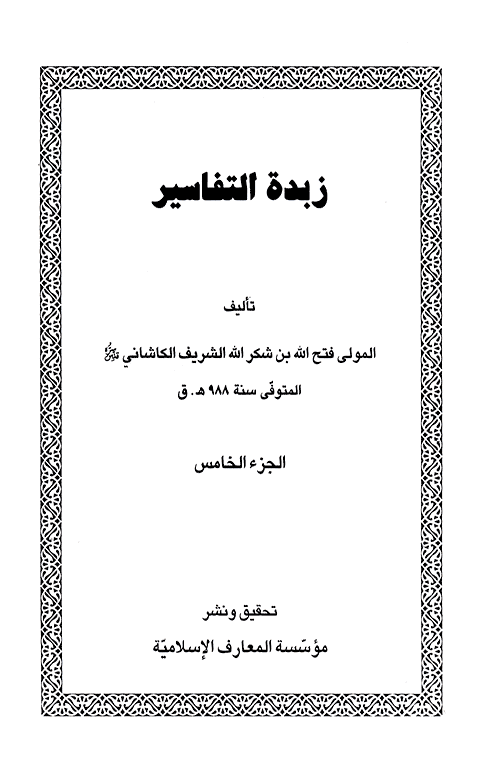 زبدة التفاسير
تأليف
المولى فتح الله بن شكر الله الشريف الكاشاني
المتوفّى سنة ٩٨٨ هـ . ق
الجزء الخامس
تحقيق ونشر
مؤسّسة المعارف الإسلاميّة